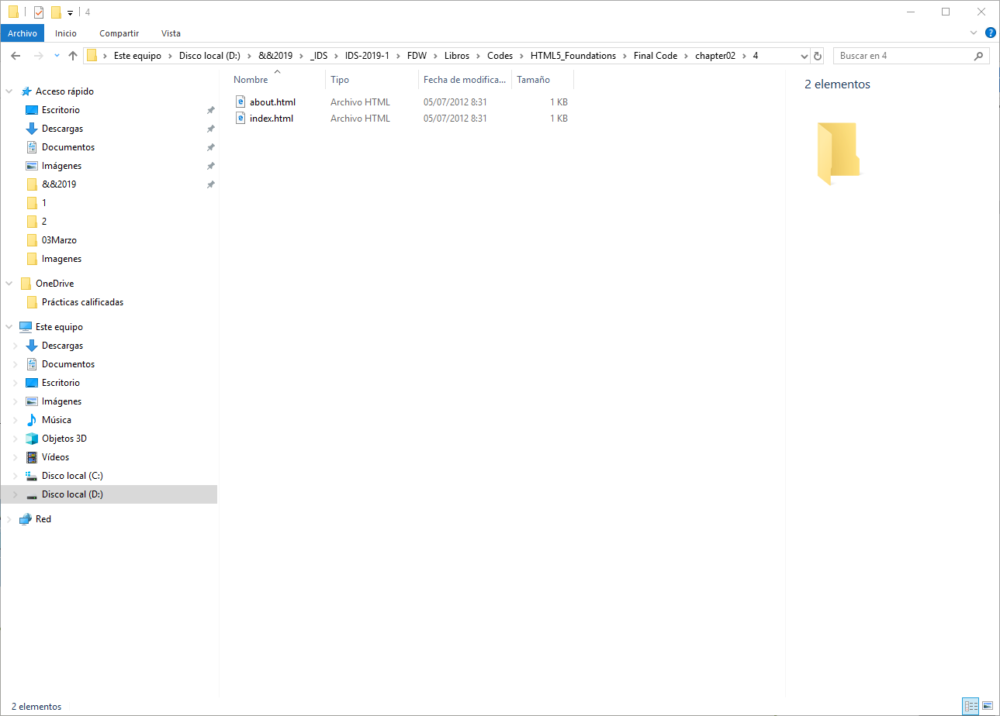 4
Archivo Inicio Compartir Vista
Este equipo Disco local (D:) &&2019 _IDS IDS-2019-1 FDW Libros Codes HTML5_Foundations Final Code chapter02 4 Buscar en 4
Acceso rápido
Escritorio
Descargas
Documentos
Imágenes
&&2019
1
2
03Marzo
Imagenes
OneDrive
Prácticas calificadas
Este equipo
Descargas
Documentos
Escritorio
Imágenes
Música
Objetos 3D
Vídeos
Disco local (C:)
Disco local (D:)
Red
Nombre Tipo Fecha de modifica... Tamaño
about.html Archivo HTML 05/07/2012 8:31 1 KB
index.html Archivo HTML 05/07/2012 8:31 1 KB
2 elementos
2 elementos